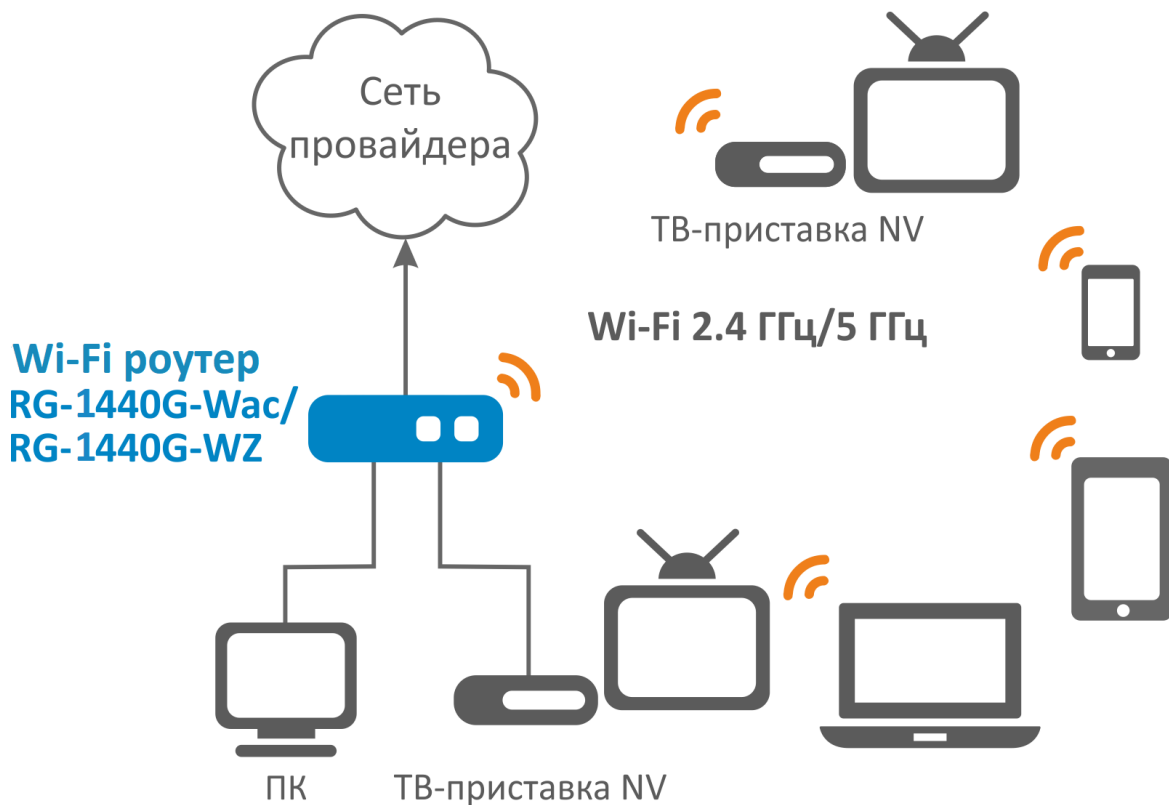 Сеть
провайдера
ТВ-приставка NV
Wi-Fi 2.4 ГГц/5 ГГц
Wi-Fi роутер
RG-1440G-Wac/
RG-1440G-WZ
ПК
ТВ-приставка NV